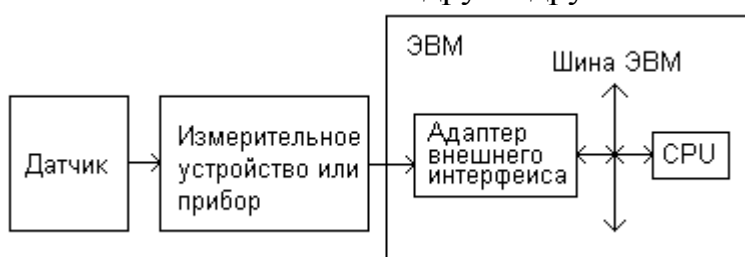 ЭВМ
Шина ЭВМ
Датчик
Измерительное
устройство или
прибор
Адаптер
внешнего
интерфейса
CPU